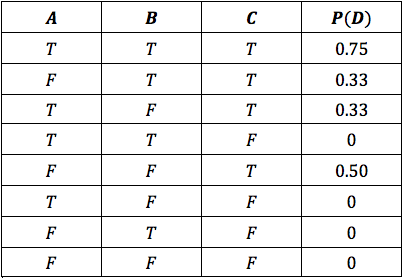 A B C P(D)
T T T 0.75
F T T 0.33
T F T 0.33
T T F 0
F F T 0.50
T F F 0
F T F 0
F F F 0